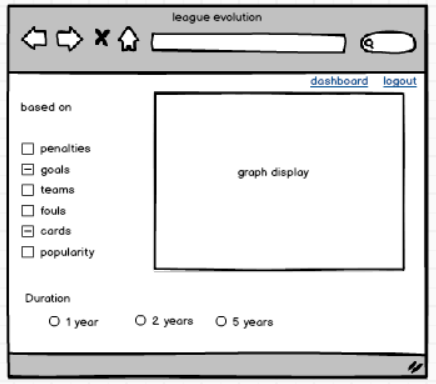 league evolution
dashboard logout
based on
penalties
goals
teams
fouls
cards
popularity
graph display
Duration
1 year 2 years 5 years